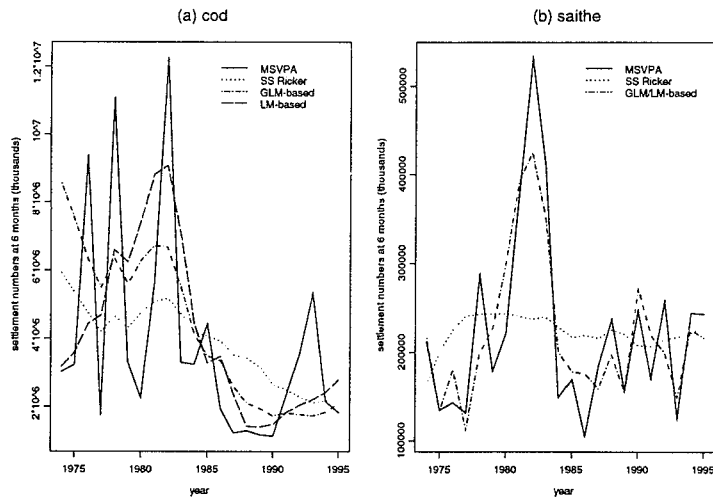 (a) cod
settlement numbers at 6 months (thousands)
1.2*10^7
10^7
8*10^6
6*10^6
4*10^6
2*10^6
MSVPA
SS Ricker
GLM-based
LM-based
1975
1980
1985
1990
1995
year
(b) saithe
settlement numbers at 6 months (thousands)
500000
400000
300000
200000
100000
MSVPA
SS Ricker
GLM/LM-based
1975
1980
1985
1990
1995
year